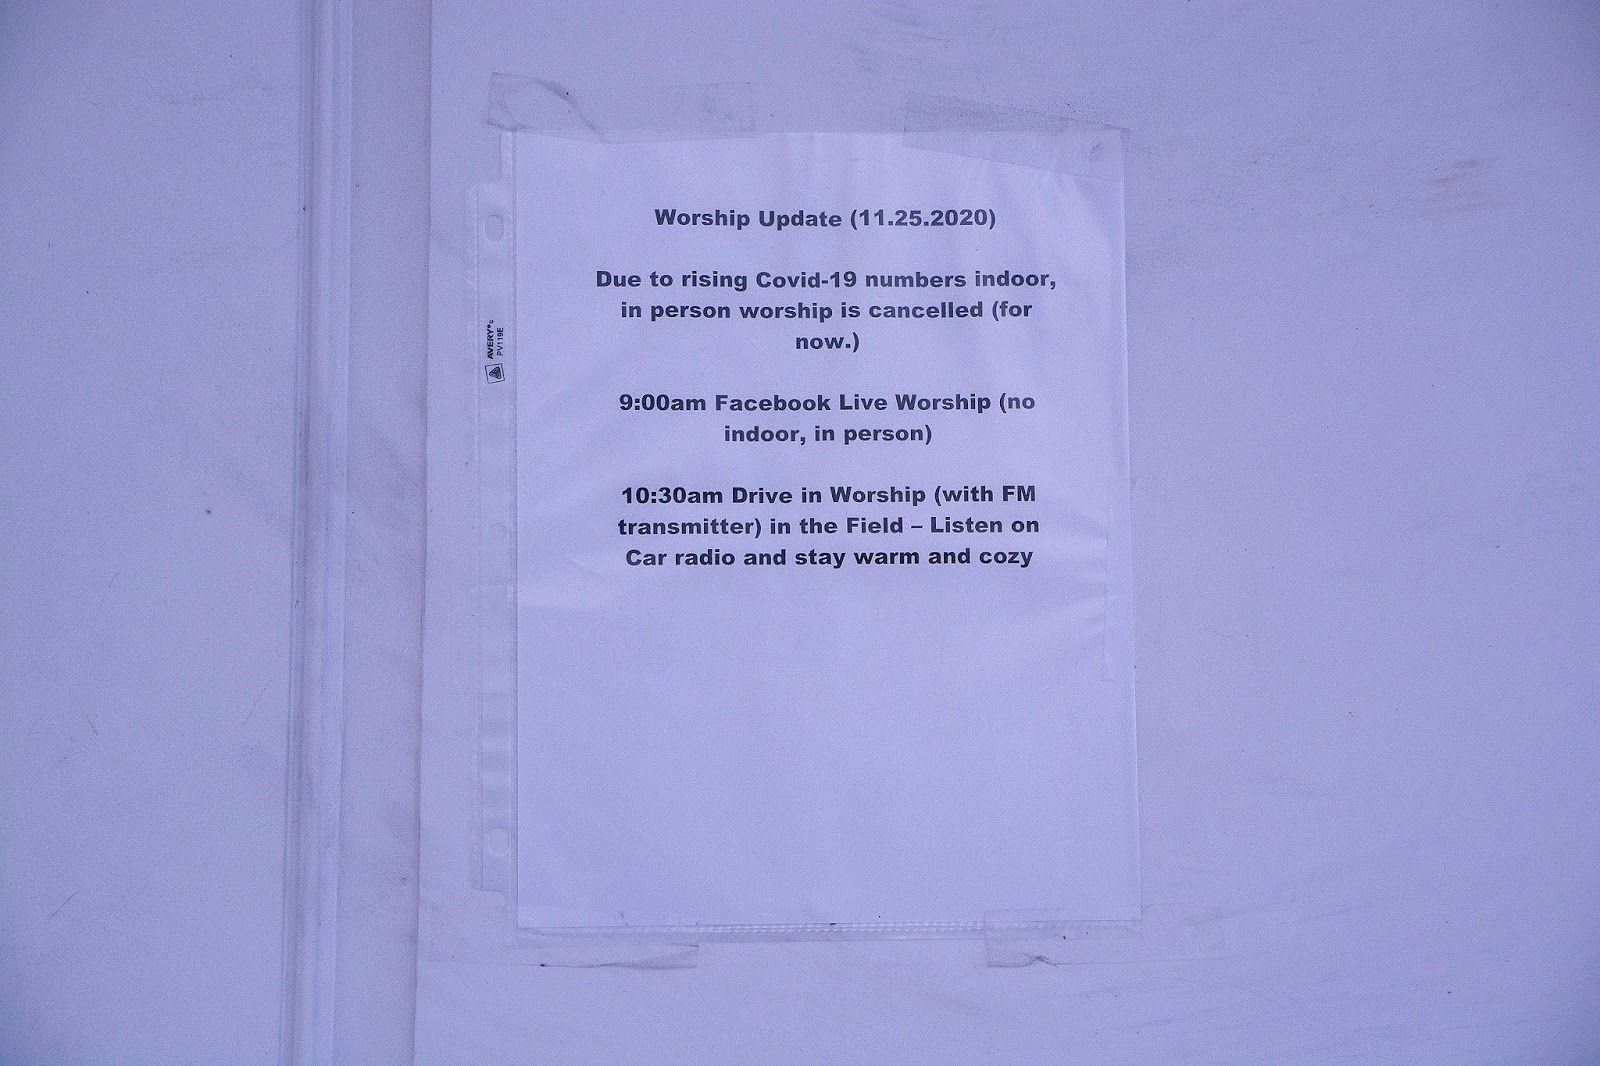 Worship Update (11.25.2020)
Due to rising Covid-19 numbers indoor,
in person worship is cancelled (for
now.)
9:00am Facebook Live Worship (no
indoor, in person)
10:30am Drive in Worship (with FM
transmitter) in the Field – Listen on
Car radio and stay warm and cozy
AVERY®
PV119E